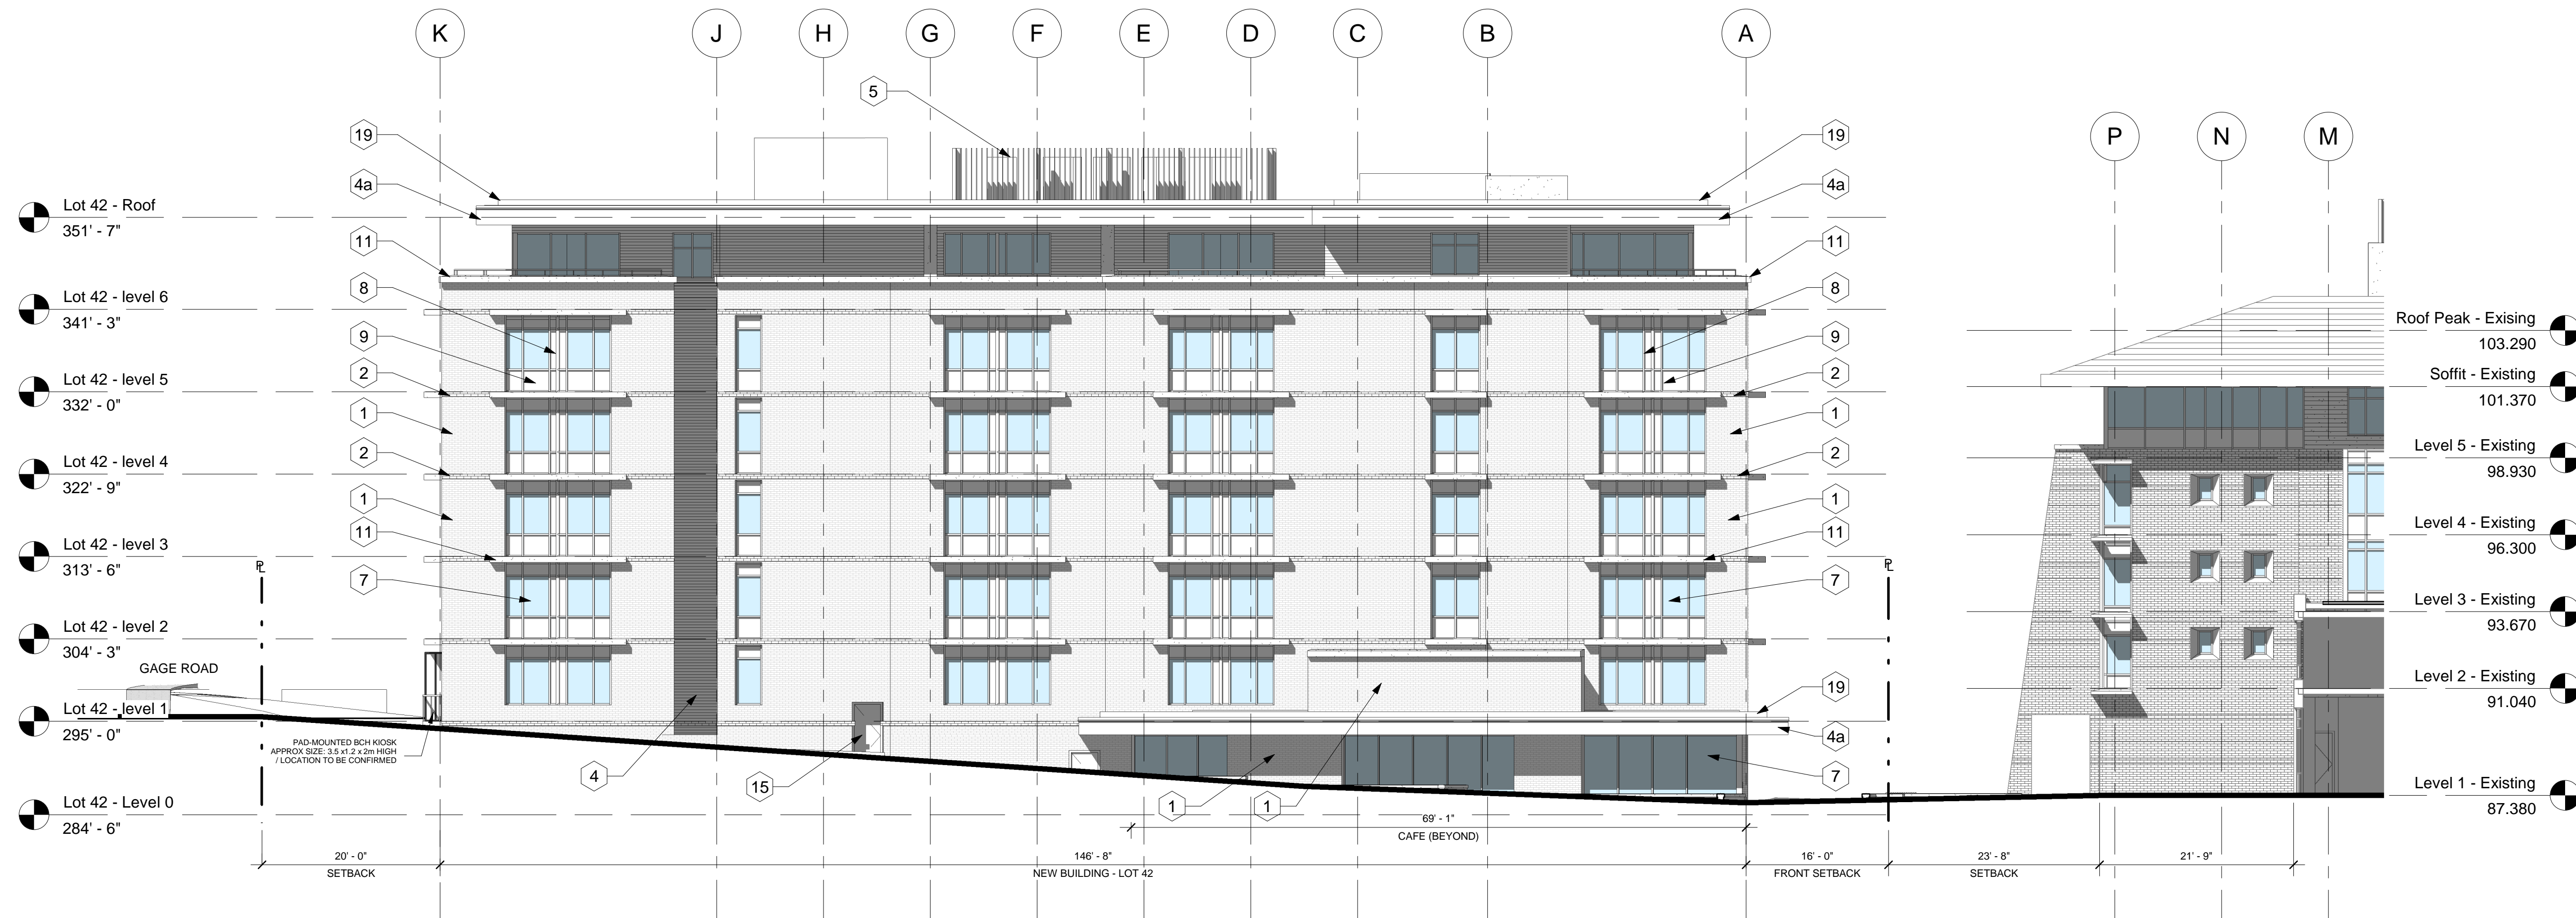 K
J
H
G
F
E
D
C
B
A
P
N
M
5
19
4a
11
8
9
2
1
2
1
11
7
19
4a
11
8
9
2
1
2
1
11
7
19
4a
7
Lot 42 - Roof
351' - 7"
Lot 42 - level 6
341' - 3"
Lot 42 - level 5
332' - 0"
Lot 42 - level 4
322' - 9"
Lot 42 - level 3
313' - 6"
Lot 42 - level 2
304' - 3"
Lot 42 - level 1
295' - 0"
Lot 42 - Level 0
284' - 6"
PL
PL
GAGE ROAD
PAD-MOUNTED BCH KIOSK
APPROX SIZE: 3.5 x1.2 x 2m HIGH
/ LOCATION TO BE CONFIRMED
4
15
1
1
Roof Peak - Exising
103.290
Soffit - Existing
101.370
Level 5 - Existing
98.930
Level 4 - Existing
96.300
Level 3 - Existing
93.670
Level 2 - Existing
91.040
Level 1 - Existing
87.380
69' - 1"
CAFE (BEYOND)
20' - 0"
SETBACK
146' - 8"
NEW BUILDING - LOT 42
16' - 0"
FRONT SETBACK
23' - 8"
SETBACK
21' - 9"